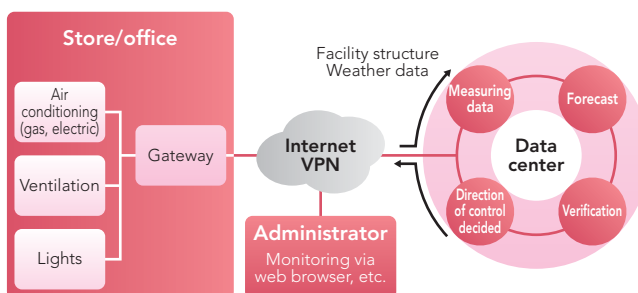 Store/office
Air
conditioning
(gas, electric)
Ventilation
Lights
Gateway
Internet
VPN
Administrator
Monitoring via
web browser, etc.
Facility structure
Weather data
Measuring
data
Forecast
Data
center
Direction
of control
decided
Verification